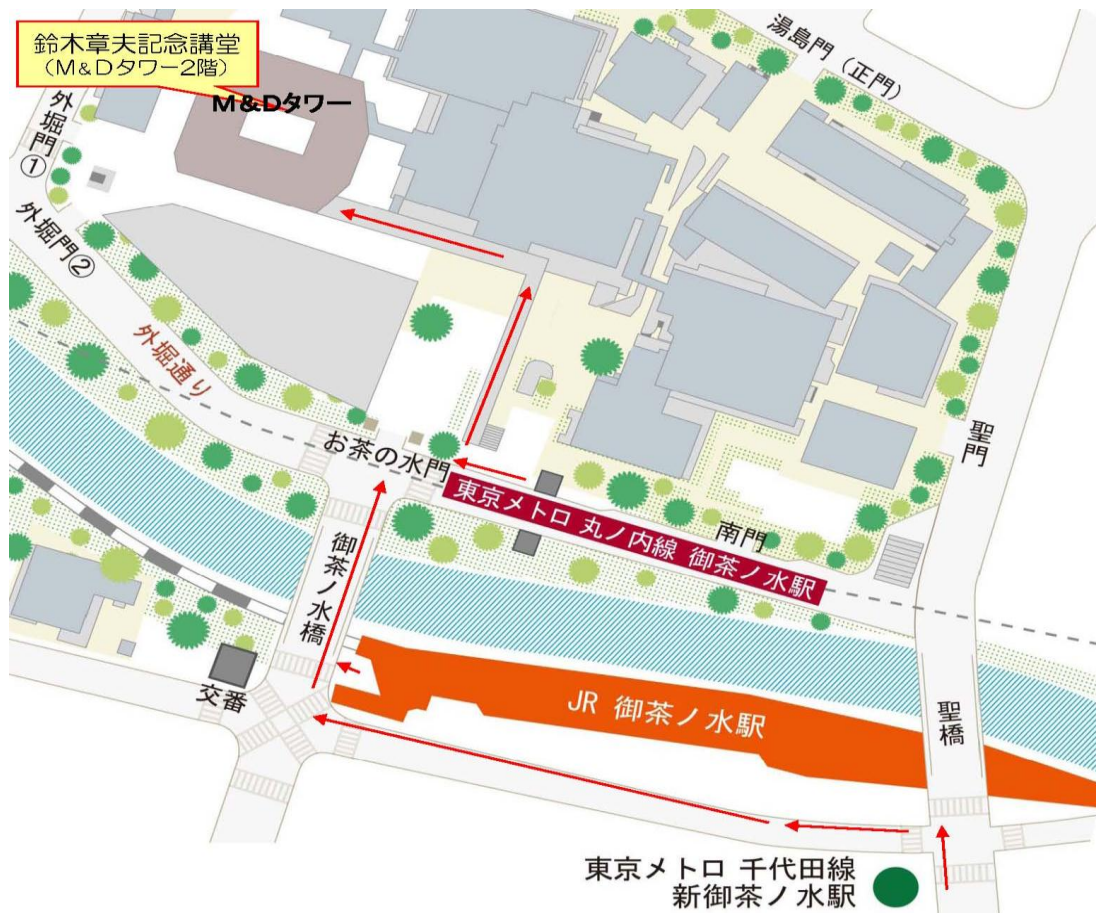 鈴木章夫記念講堂
（M&Dタワー2階）
M&Dタワー
湯島門（正門）
外堀門①
外堀門②
外堀通り
お茶の水門
聖門
東京メトロ 丸ノ内線 御茶ノ水駅
南門
御茶ノ水橋
交番
JR 御茶ノ水駅
聖橋
東京メトロ 千代田線
新御茶ノ水駅